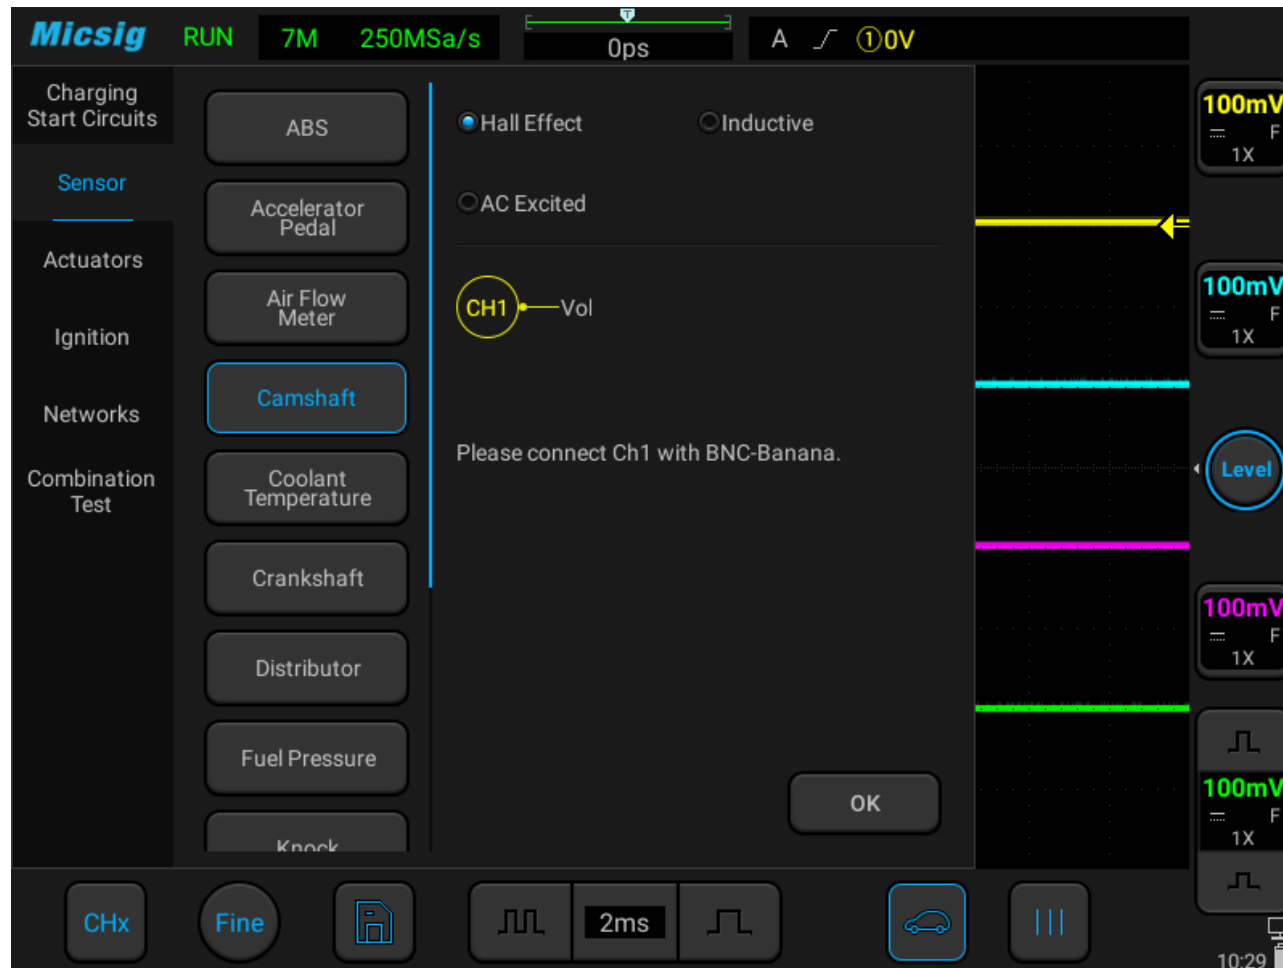 Micsig RUN 7M 250MSa/s T 0ps A ①0V
Charging
Start Circuits
Sensor
Actuators
Ignition
Networks
Combination
Test
ABS
Accelerator
Pedal
Air Flow
Meter
Camshaft
Coolant
Temperature
Crankshaft
Distributor
Fuel Pressure
Knock
Hall Effect
Inductive
AC Excited
CH1 Vol
Please connect Ch1 with BNC-Banana.
OK
100mV
F
1X
100mV
F
1X
Level
100mV
F
1X
100mV
F
1X
CHx
Fine
2ms
10:29